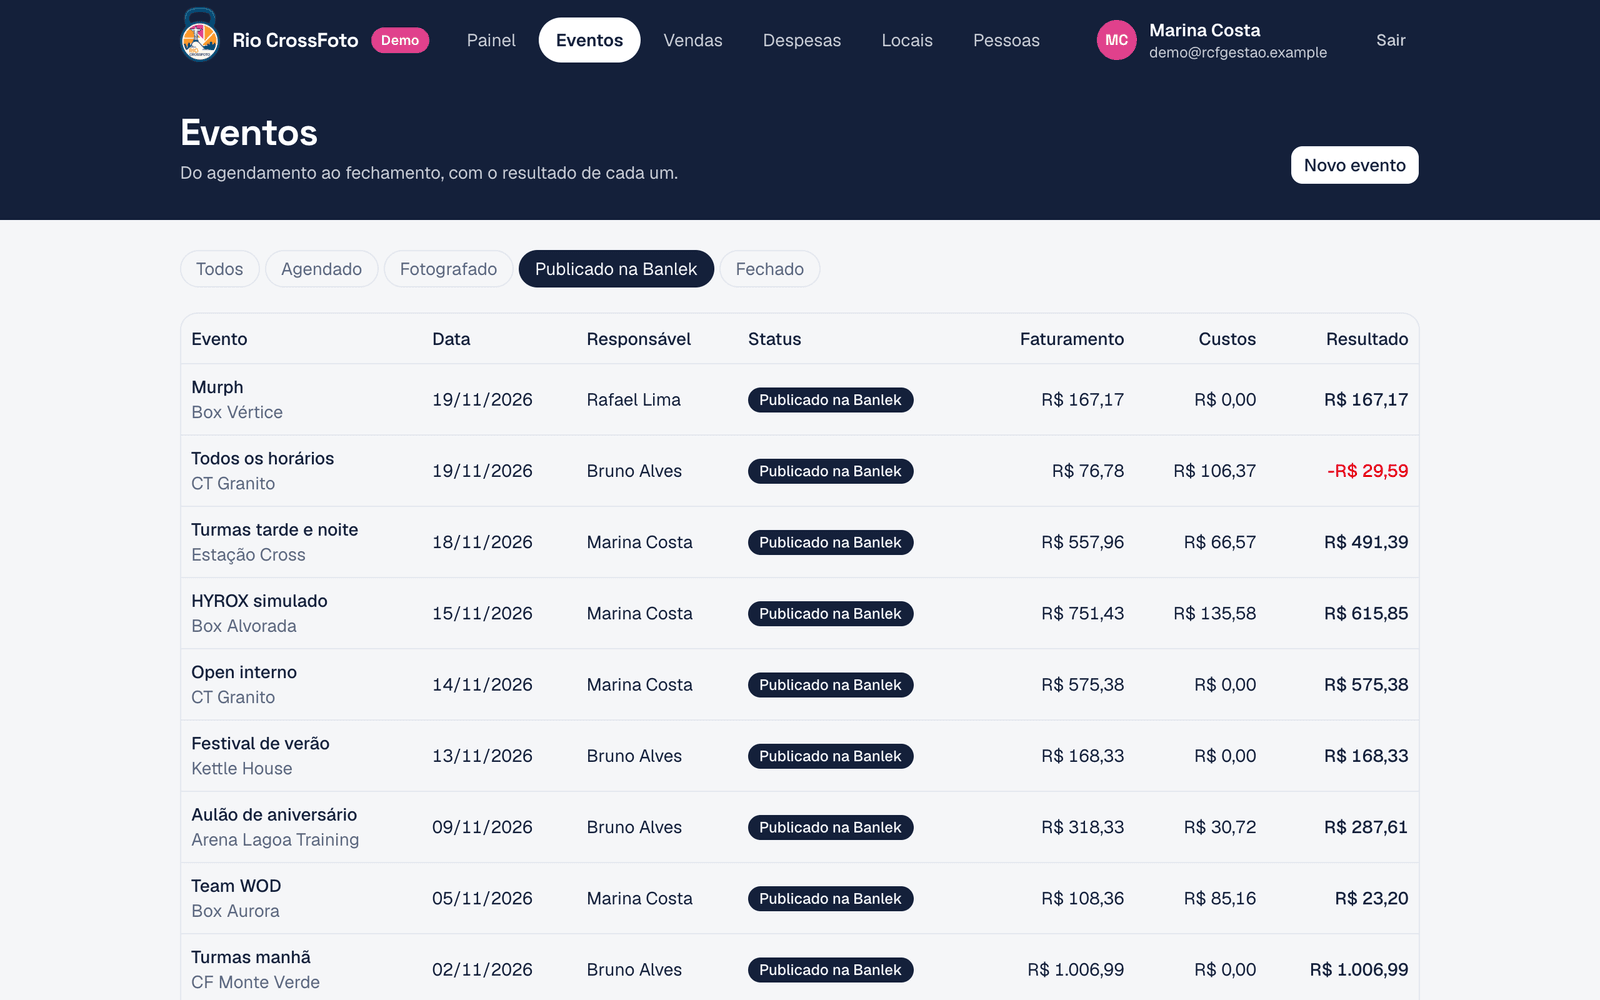 Rio CrossFoto Demo Painel Eventos Vendas Despesas Locais Pessoas MC Marina Costa Sair
demo@rcfgestao.example
Eventos
Do agendamento ao fechamento, com o resultado de cada um.
Novo evento
Todos Agendado Fotografado Publicado na Banlek Fechado
Evento Data Responsável Status Faturamento Custos Resultado
Murph
Box Vértice
19/11/2026 Rafael Lima Publicado na Banlek R$ 167,17 R$ 0,00 R$ 167,17
Todos os horários
CT Granito
19/11/2026 Bruno Alves Publicado na Banlek R$ 76,78 R$ 106,37 -R$ 29,59
Turmas tarde e noite
Estação Cross
18/11/2026 Marina Costa Publicado na Banlek R$ 557,96 R$ 66,57 R$ 491,39
HYROX simulado
Box Alvorada
15/11/2026 Marina Costa Publicado na Banlek R$ 751,43 R$ 135,58 R$ 615,85
Open interno
CT Granito
14/11/2026 Marina Costa Publicado na Banlek R$ 575,38 R$ 0,00 R$ 575,38
Festival de verão
Kettle House
13/11/2026 Bruno Alves Publicado na Banlek R$ 168,33 R$ 0,00 R$ 168,33
Aulão de aniversário
Arena Lagoa Training
09/11/2026 Bruno Alves Publicado na Banlek R$ 318,33 R$ 30,72 R$ 287,61
Team WOD
Box Aurora
05/11/2026 Marina Costa Publicado na Banlek R$ 108,36 R$ 85,16 R$ 23,20
Turmas manhã
CF Monte Verde
02/11/2026 Bruno Alves Publicado na Banlek R$ 1.006,99 R$ 0,00 R$ 1.006,99